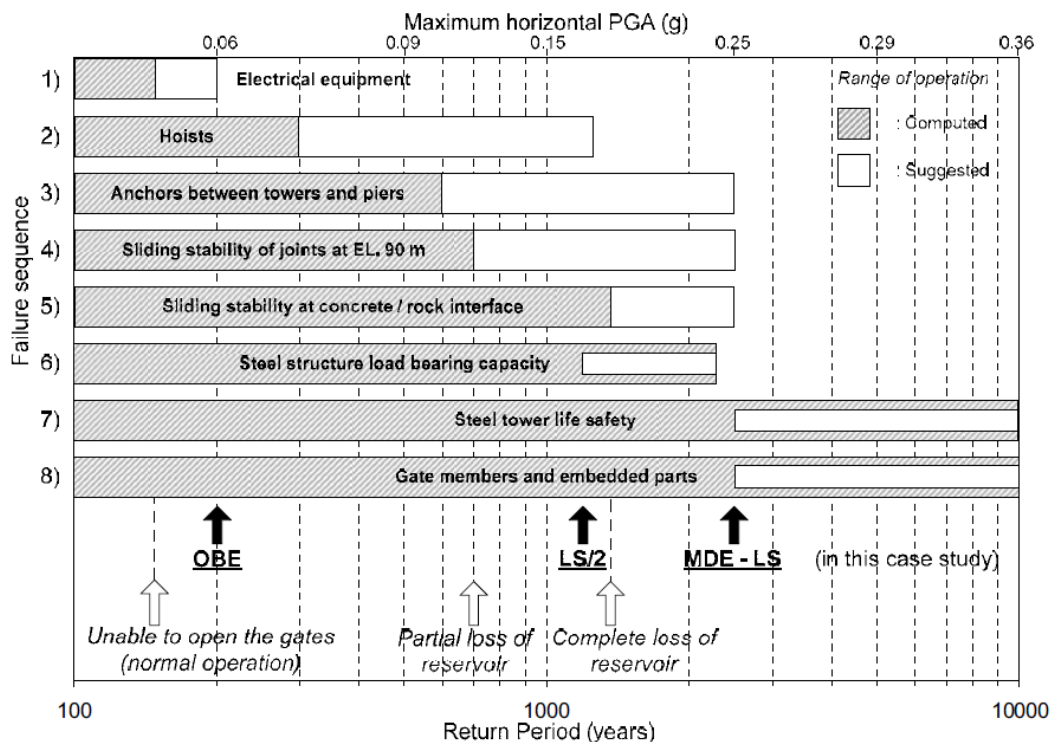 Maximum horizontal PGA (g)
0.06 0.09 0.15 0.25 0.29 0.36
1) Electrical equipment
Range of operation
: Computed
: Suggested
2) Hoists
3) Anchors between towers and piers
4) Sliding stability of joints at EL. 90 m
5) Sliding stability at concrete / rock interface
6) Steel structure load bearing capacity
7) Steel tower life safety
8) Gate members and embedded parts
Failure sequence
OBE LS/2 MDE - LS (in this case study)
Unable to open the gates
(normal operation)
Partial loss of
reservoir
Complete loss of
reservoir
100 1000 10000
Return Period (years)